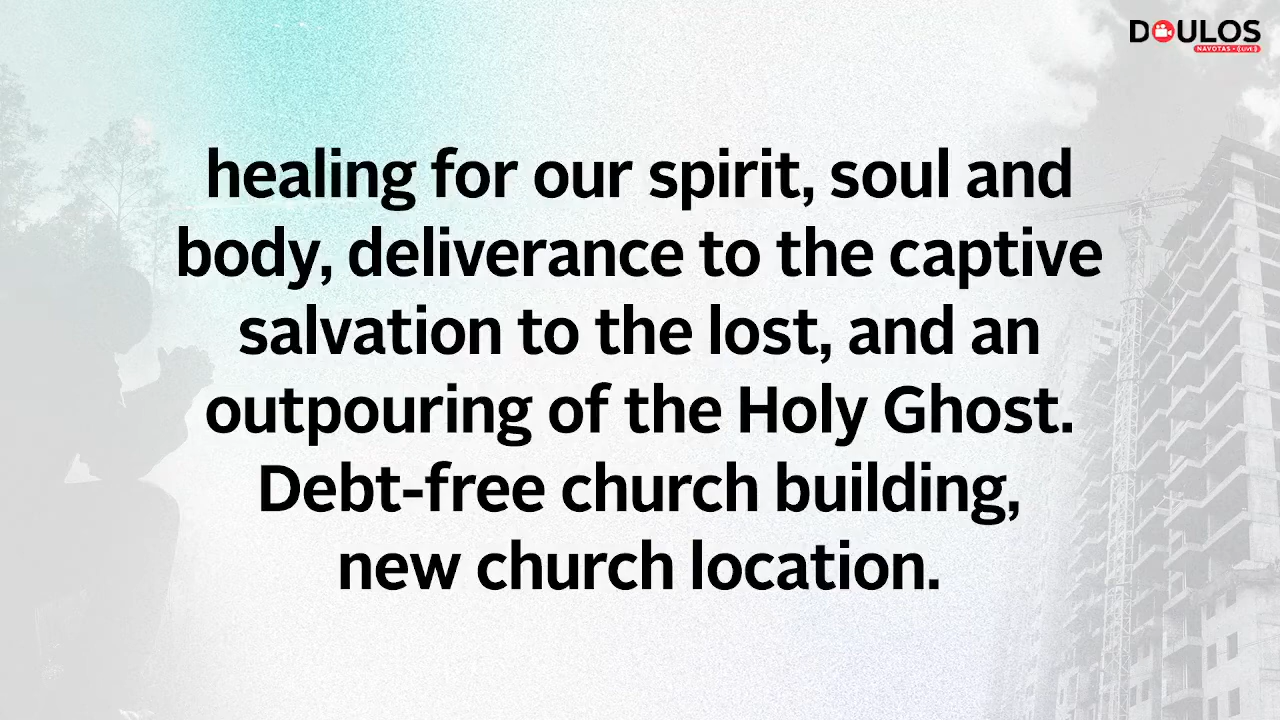 DOULOS
NAVOTAS • ((LIVE))
healing for our spirit, soul and
body, deliverance to the captive
salvation to the lost, and an
outpouring of the Holy Ghost.
Debt-free church building,
new church location.